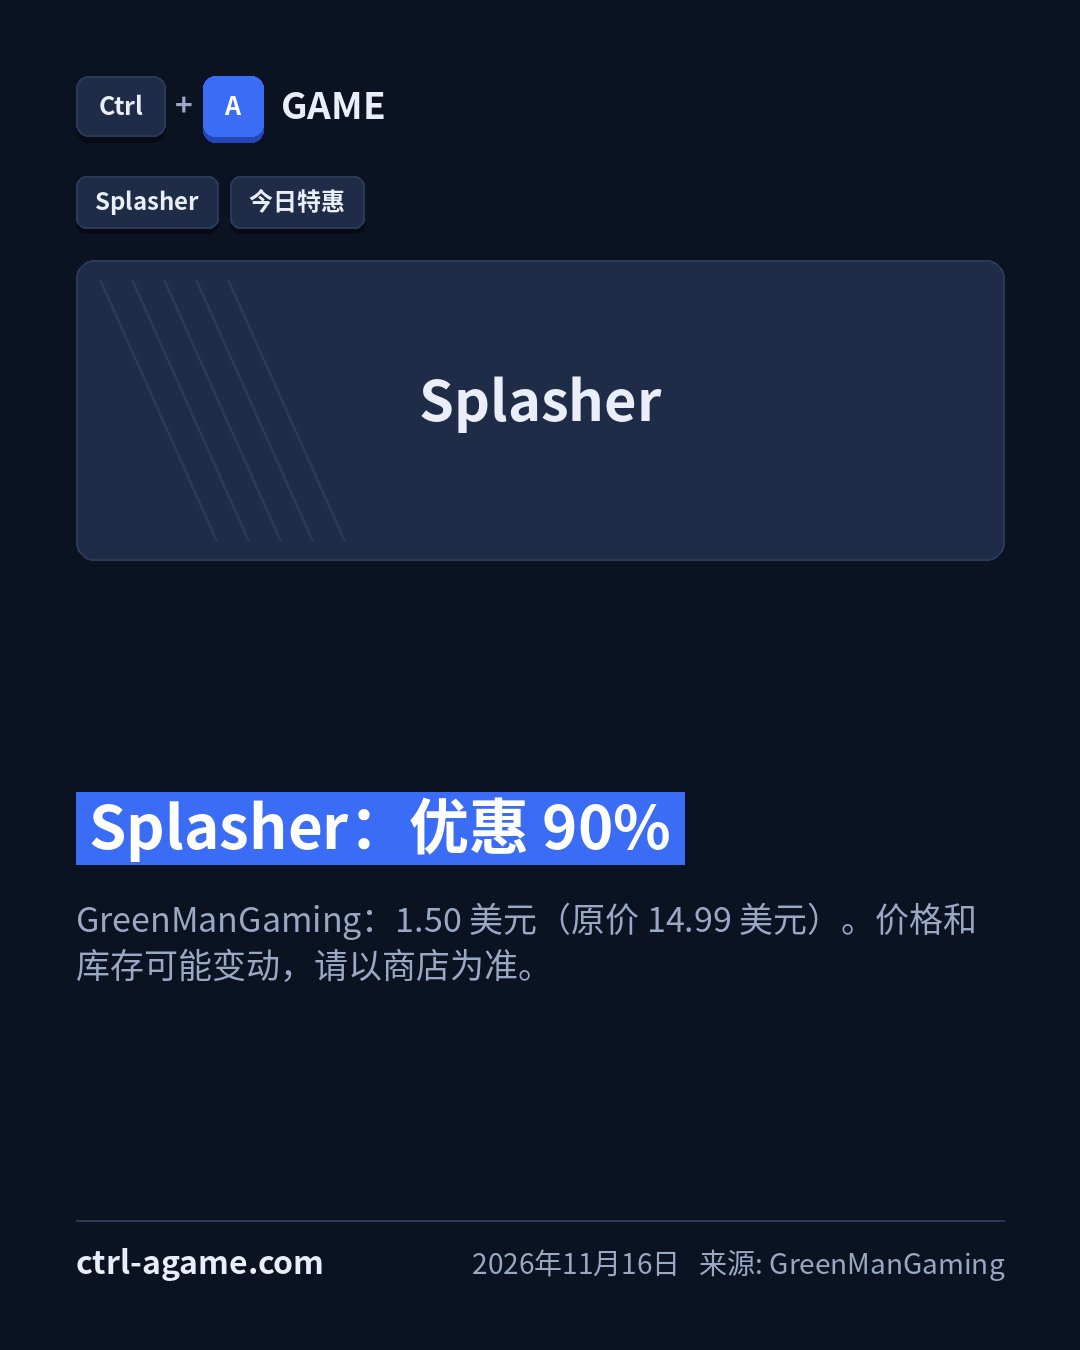 Ctrl + A GAME
Splasher 今日特惠
Splasher
Splasher：优惠 90%
GreenManGaming：1.50 美元（原价 14.99 美元）。价格和
库存可能变动，请以商店为准。
ctrl-agame.com 2026年11月16日 来源: GreenManGaming